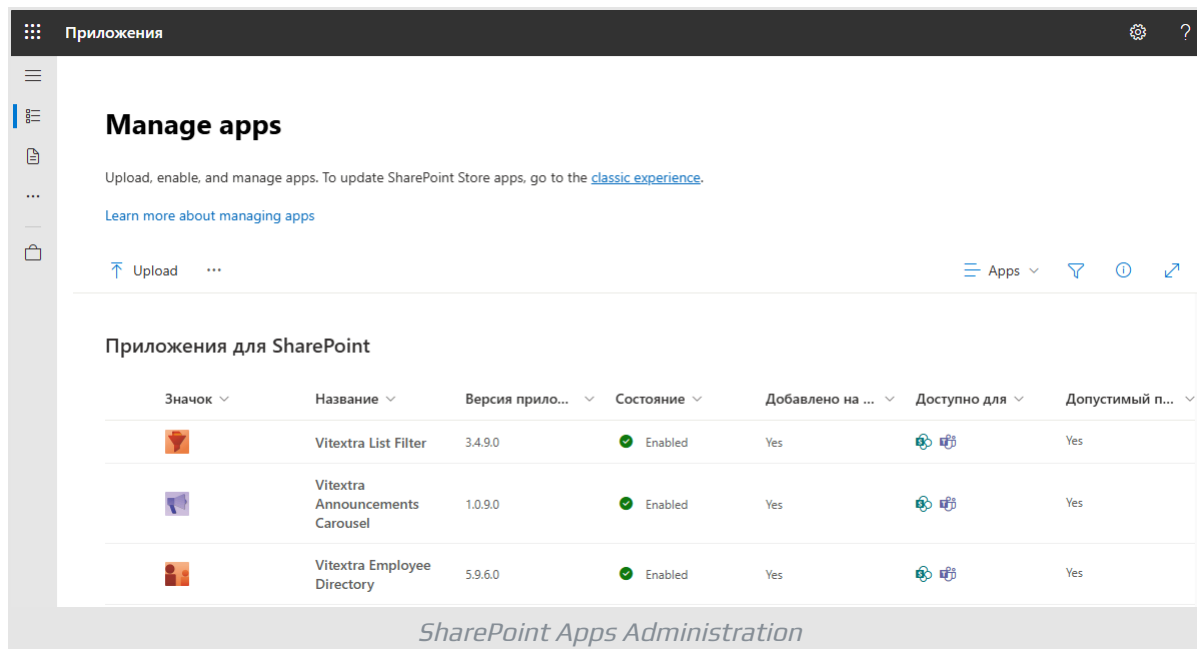 Приложения
?
Manage apps
Upload, enable, and manage apps. To update SharePoint Store apps, go to the classic experience.
Learn more about managing apps
Upload ... Apps
Приложения для SharePoint
Значок Название Версия прило... Состояние Добавлено на ... Доступно для Допустимый п...
Vitextra List Filter 3.4.9.0 Enabled Yes Yes
Vitextra
Announcements
Carousel
1.0.9.0 Enabled Yes Yes
Vitextra Employee
Directory
5.9.6.0 Enabled Yes Yes
SharePoint Apps Administration